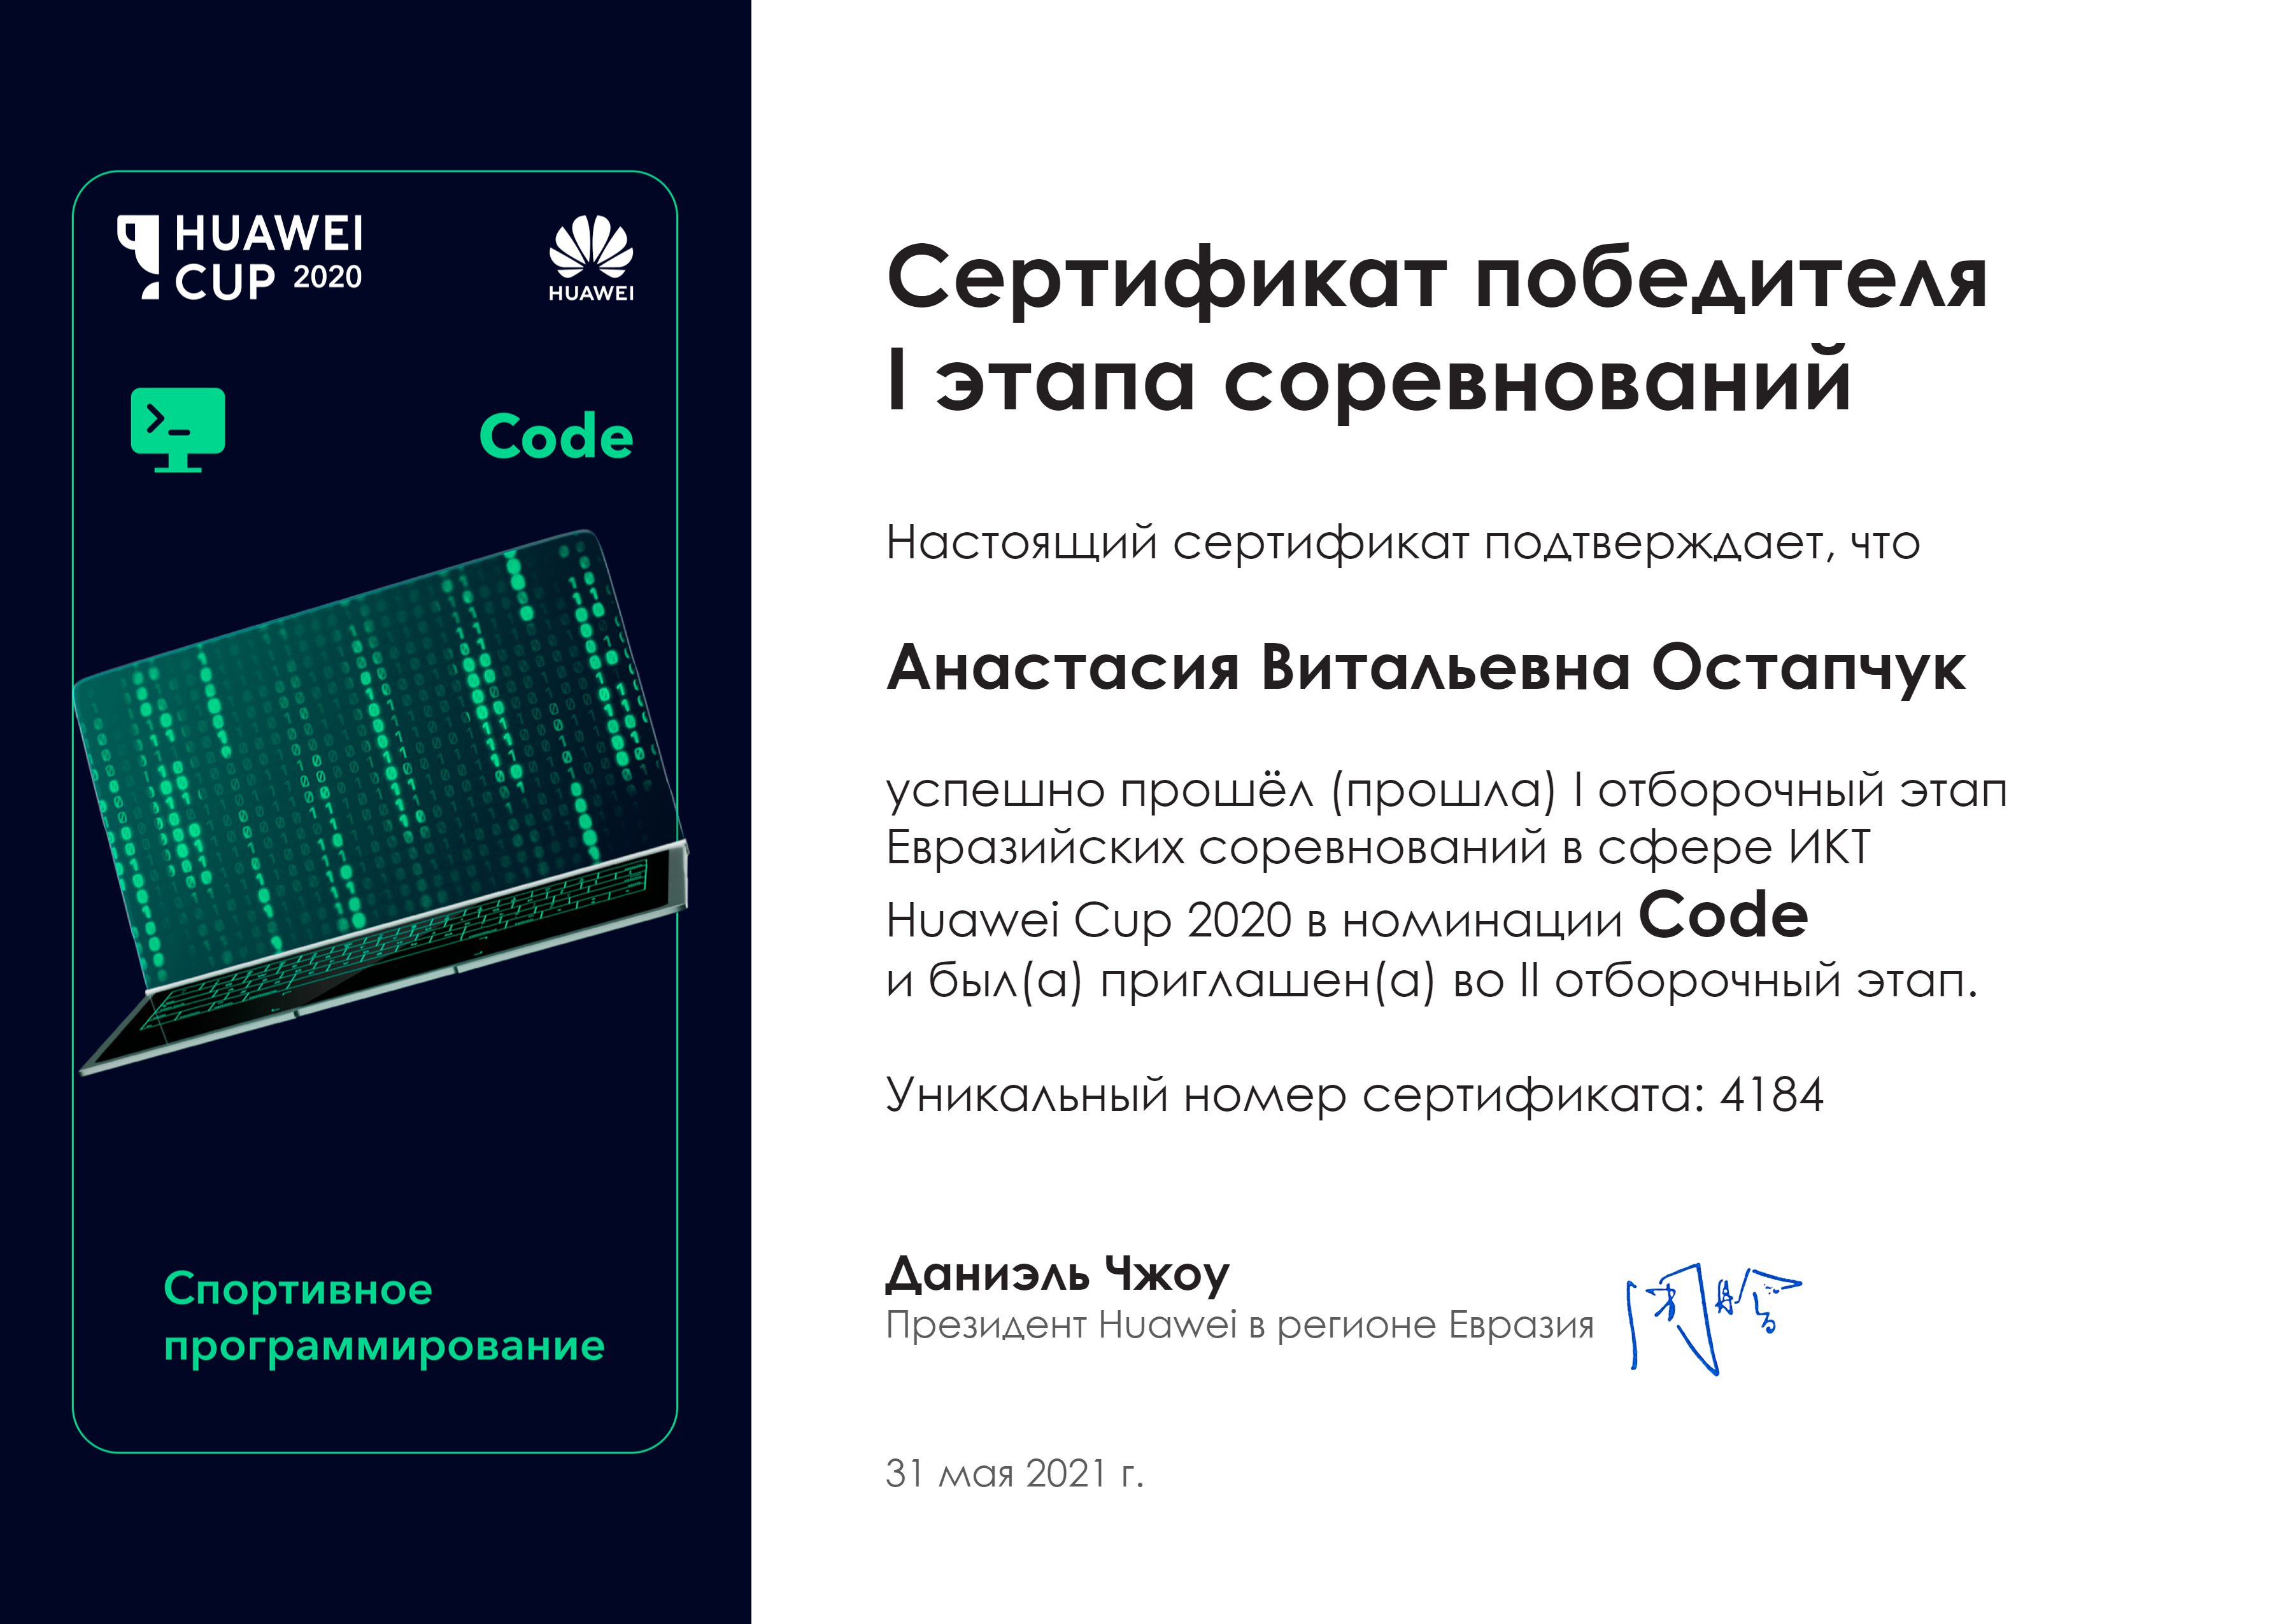 HUAWEI
CUP 2020
HUAWEI
Code
Спортивное
программирование
Сертификат победителя
I этапа соревнований
Настоящий сертификат подтверждает, что
Анастасия Витальевна Остапчук
успешно прошёл (прошла) I отборочный этап
Евразийских соревнований в сфере ИКТ
Huawei Cup 2020 в номинации Code
и был(а) приглашен(а) во II отборочный этап.
Уникальный номер сертификата: 4184
Даниэль Чжоу
Президент Huawei в регионе Евразия
31 мая 2021 г.